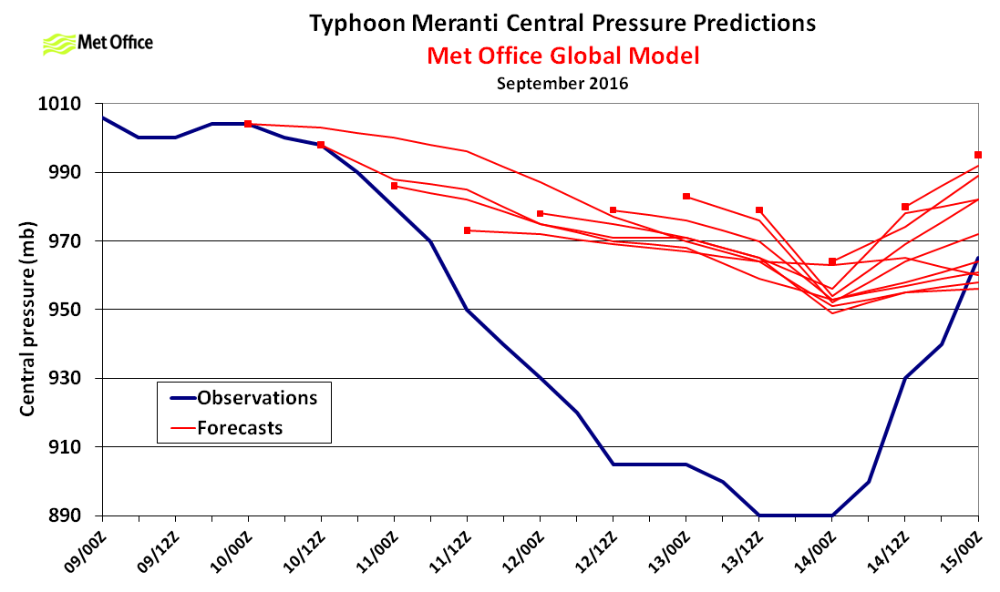 Typhoon Meranti Central Pressure Predictions
Met Office
Met Office Global Model
September 2016
Central pressure (mb)
1010
990
970
950
930
910
890
Observations
Forecasts
09/00Z
09/12Z
10/00Z
10/12Z
11/00Z
11/12Z
12/00Z
12/12Z
13/00Z
13/12Z
14/00Z
14/12Z
15/00Z